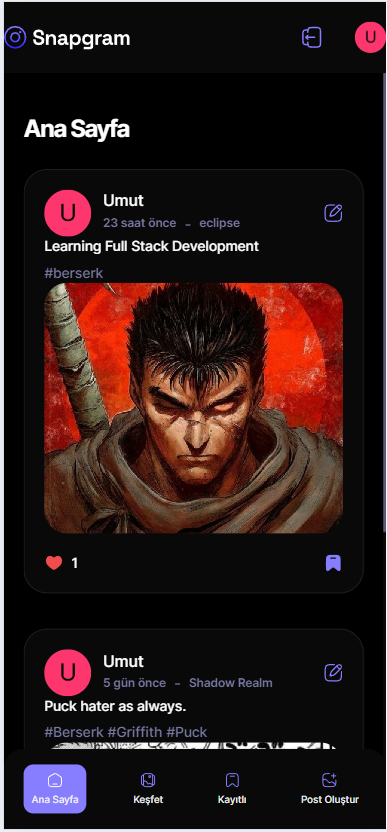 Snapgram
U
Ana Sayfa
U
Umut
23 saat önce - eclipse
Learning Full Stack Development
#berserk
1
U
Umut
5 gün önce - Shadow Realm
Puck hater as always.
#Berserk #Griffith #Puck
Ana Sayfa
Keşfet
Kayıtlı
Post Oluştur